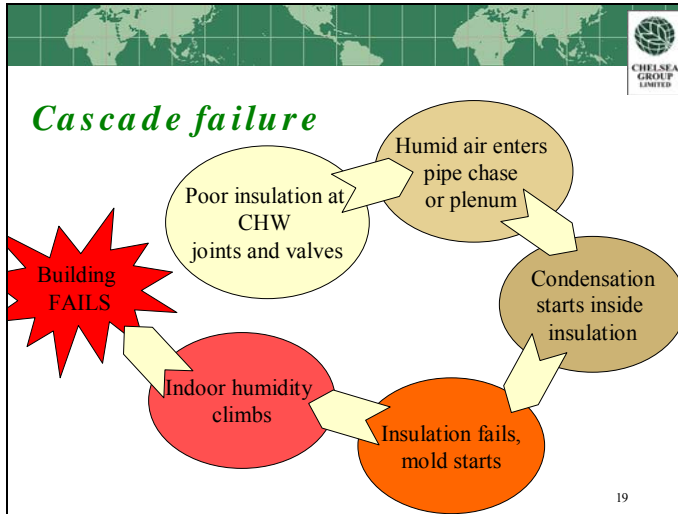 CHELSEA
GROUP
LIMITED
Cascade failure
Poor insulation at
CHW
joints and valves
Humid air enters
pipe chase
or plenum
Condensation
starts inside
insulation
Insulation fails,
mold starts
Indoor humidity
climbs
Building
FAILS
19